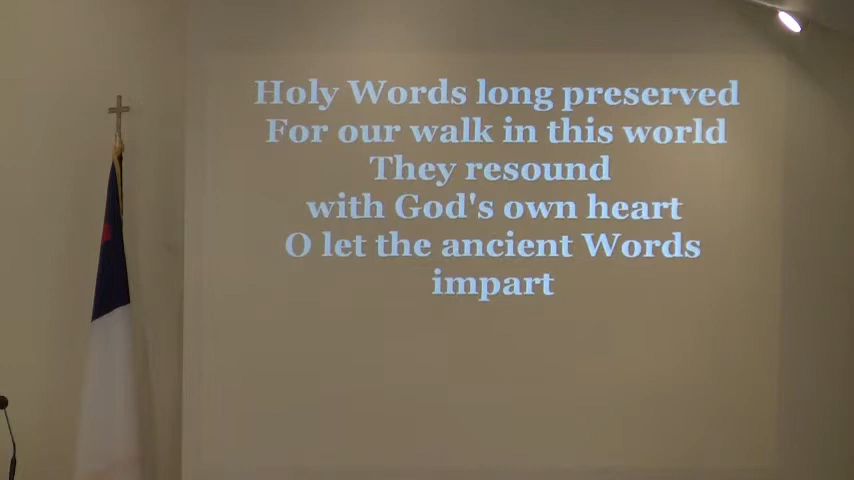 Holy Words long preserved
For our walk in this world
They resound
with God's own heart
O let the ancient Words
impart